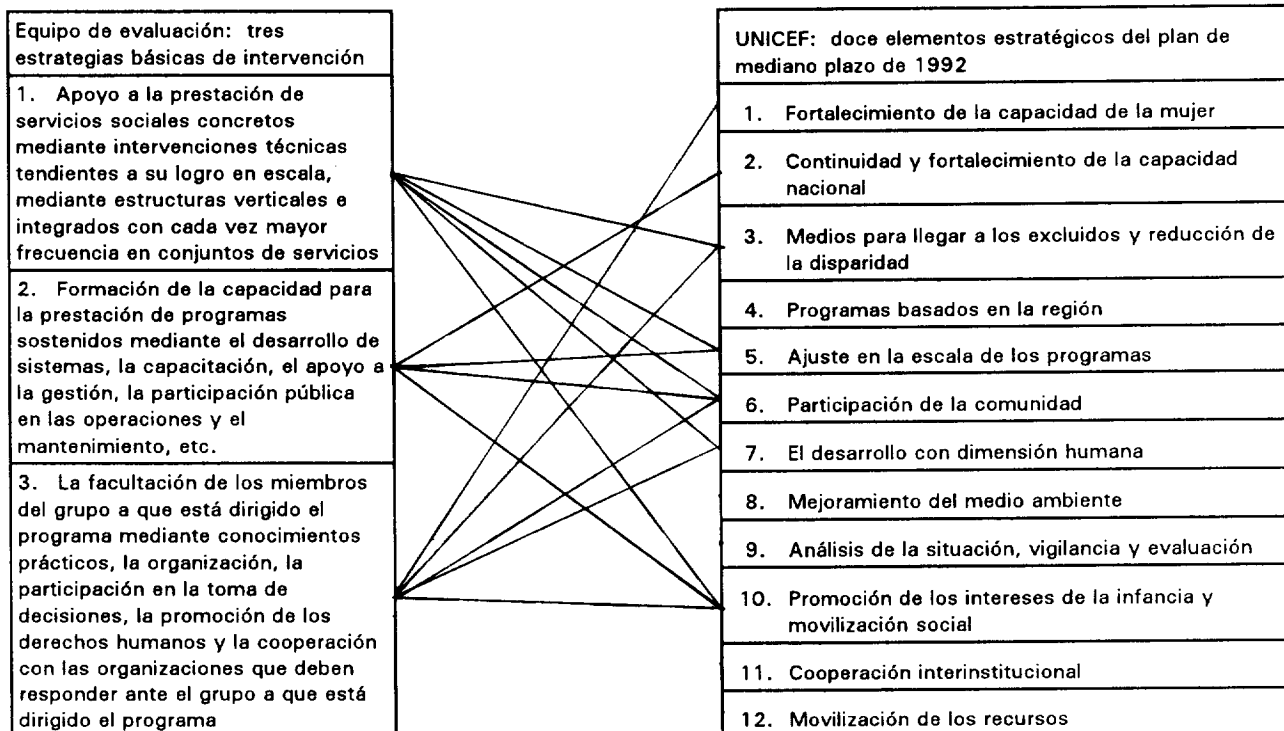 Equipo de evaluación: tres
estrategias básicas de intervención
1. Apoyo a la prestación de
servicios sociales concretos
mediante intervenciones técnicas
tendientes a su logro en escala,
mediante estructuras verticales e
integrados con cada vez mayor
frecuencia en conjuntos de servicios
2. Formación de la capacidad para
la prestación de programas
sostenidos mediante el desarrollo de
sistemas, la capacitación, el apoyo a
la gestión, la participación pública
en las operaciones y el
mantenimiento, etc.
3. La facultación de los miembros
del grupo a que está dirigido el
programa mediante conocimientos
prácticos, la organización, la
participación en la toma de
decisiones, la promoción de los
derechos humanos y la cooperación
con las organizaciones que deben
responder ante el grupo a que está
dirigido el programa
UNICEF: doce elementos estratégicos del plan de
mediano plazo de 1992
1. Fortalecimiento de la capacidad de la mujer
2. Continuidad y fortalecimiento de la capacidad
nacional
3. Medios para llegar a los excluidos y reducción de
la disparidad
4. Programas basados en la región
5. Ajuste en la escala de los programas
6. Participación de la comunidad
7. El desarrollo con dimensión humana
8. Mejoramiento del medio ambiente
9. Análisis de la situación, vigilancia y evaluación
10. Promoción de los intereses de la infancia y
movilización social
11. Cooperación interinstitucional
12. Movilización de los recursos